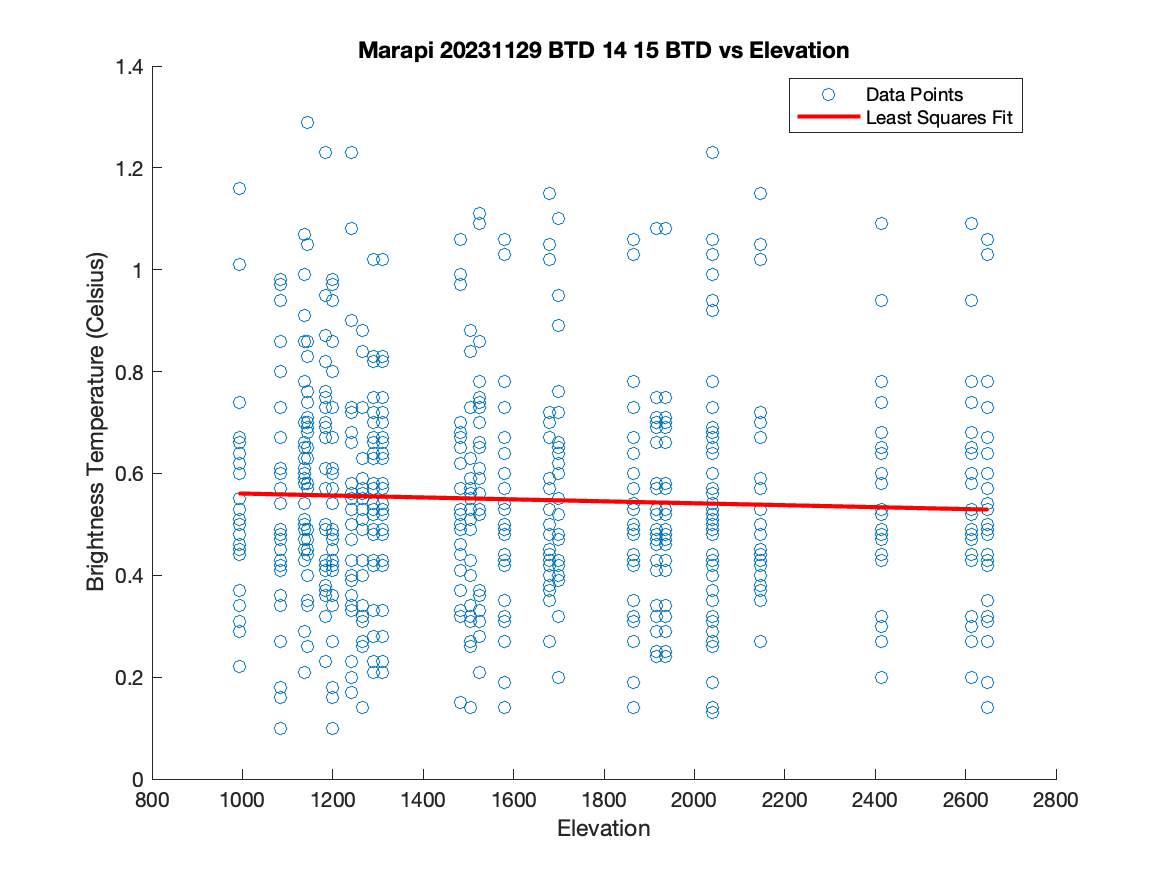 Marapi 20231129 BTD 14 15 BTD vs Elevation
Data Points
Least Squares Fit
1.4
1.2
1
0.8
0.6
0.4
0.2
0
Brightness Temperature (Celsius)
800 1000 1200 1400 1600 1800 2000 2200 2400 2600 2800
Elevation